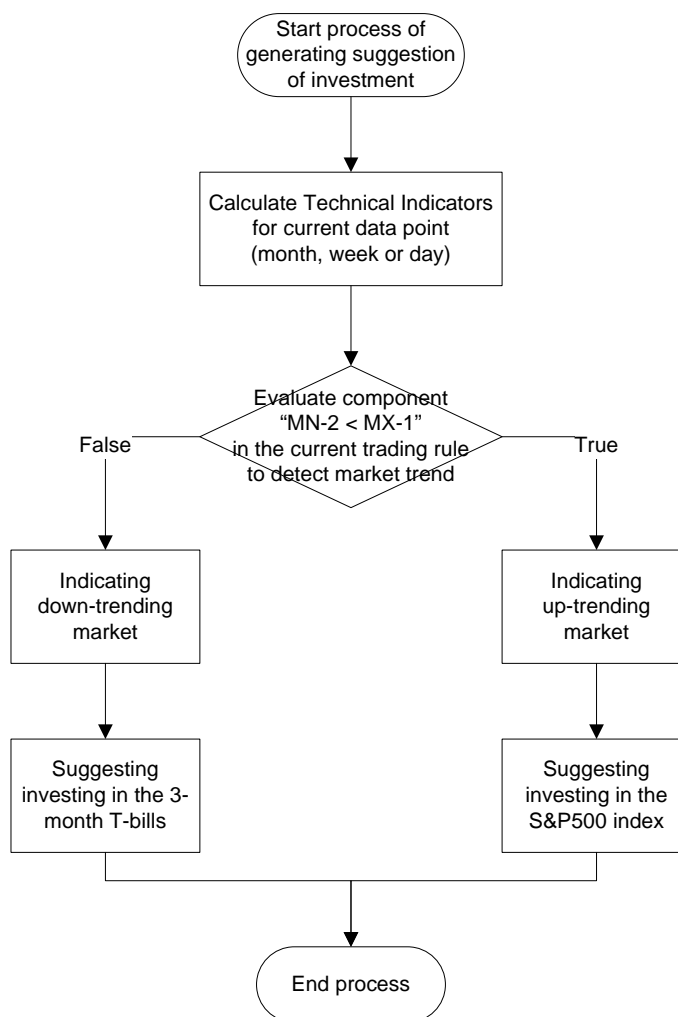 Start process of
generating suggestion
of investment
Calculate Technical Indicators
for current data point
(month, week or day)
Evaluate component
“MN-2 < MX-1”
in the current trading rule
to detect market trend
False
True
Indicating
down-trending
market
Indicating
up-trending
market
Suggesting
investing in the 3-
month T-bills
Suggesting
investing in the
S&P500 index
End process